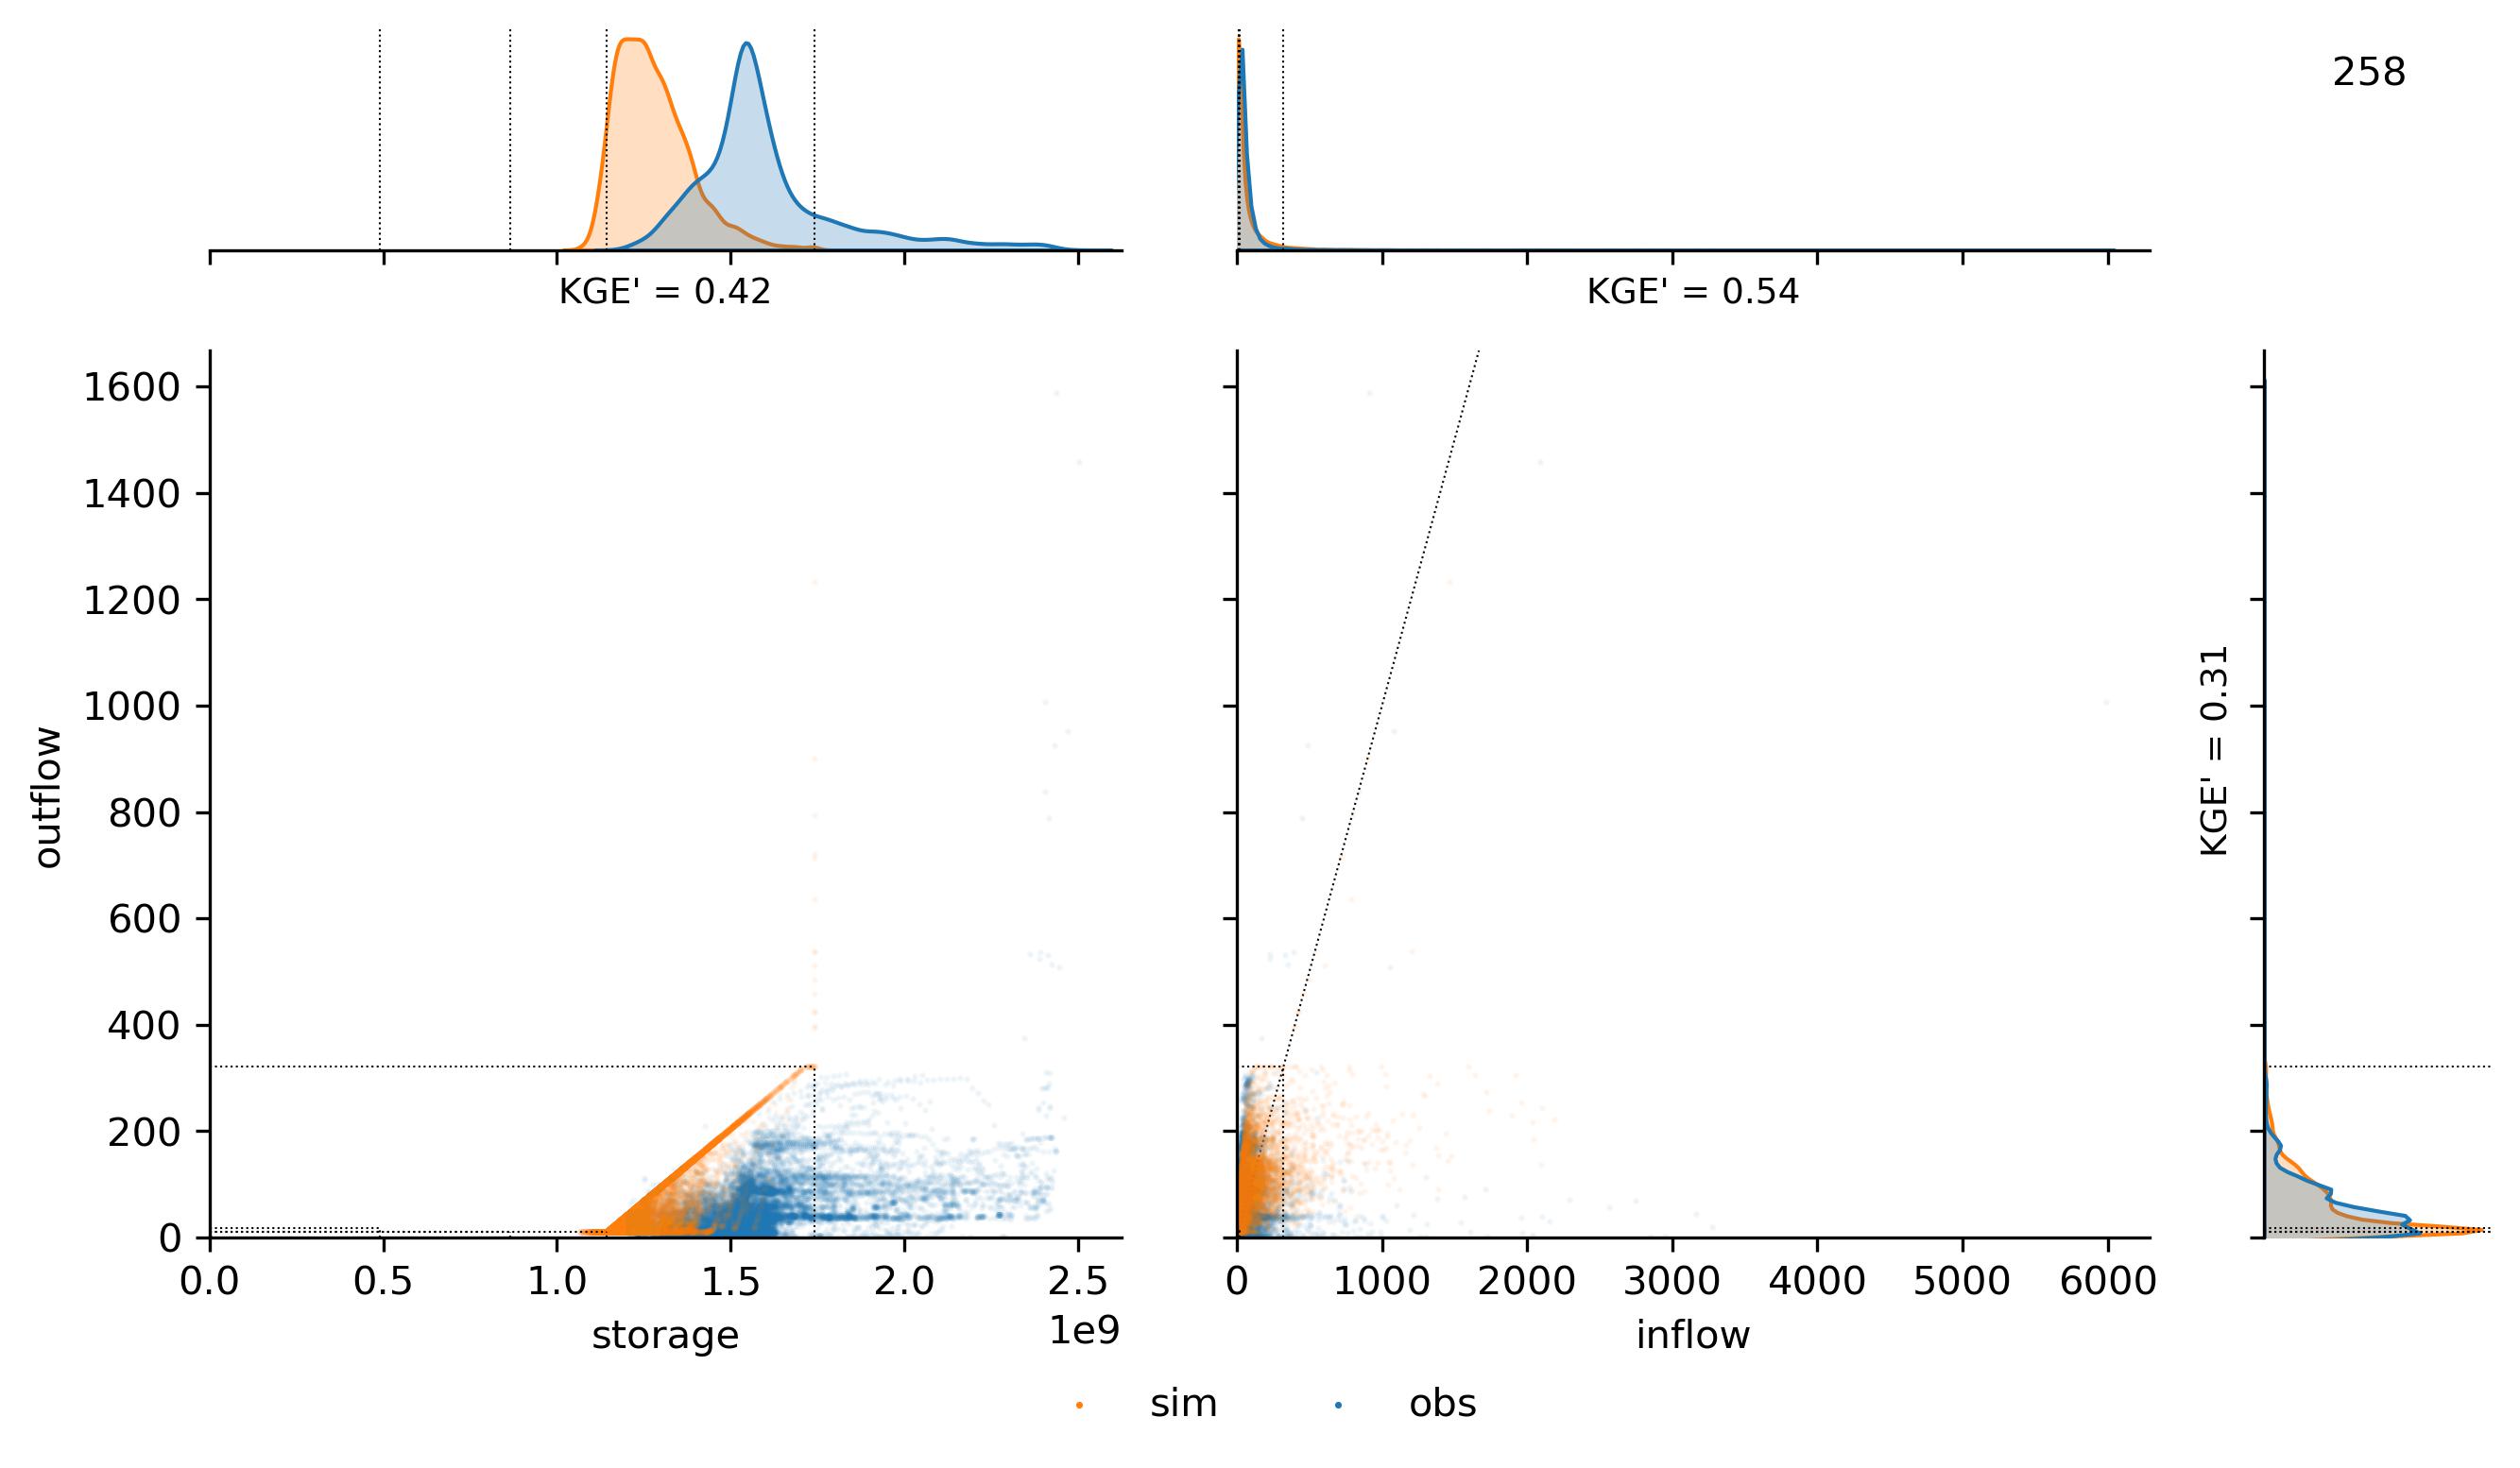 258
KGE' = 0.42
KGE' = 0.54
1600
1400
1200
1000
800
600
400
200
0
outflow
KGE' = 0.31
0.0 0.5 1.0 1.5 2.0 2.5
1e9
storage
0 1000 2000 3000 4000 5000 6000
inflow
sim obs